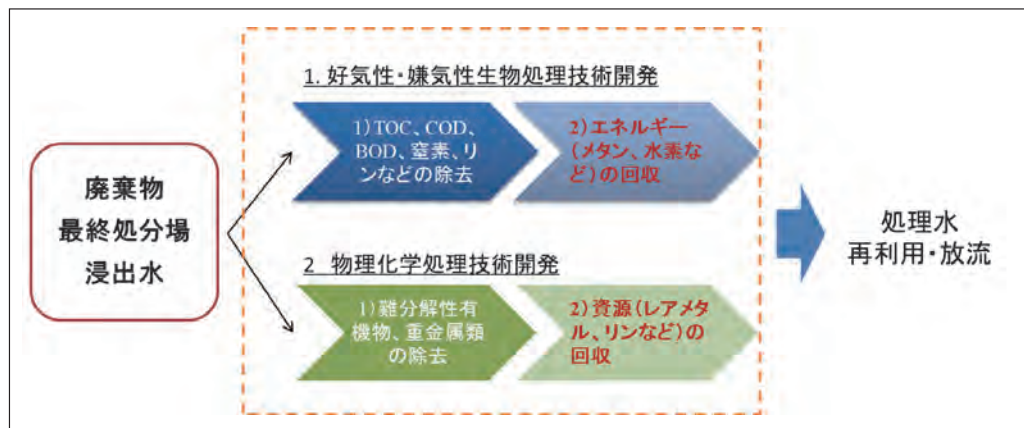 廃棄物
最終処分場
浸出水
1. 好気性・嫌気性生物処理技術開発
1)TOC、COD、
BOD、窒素、リ
ンなどの除去
2)エネルギー
(メタン、水素な
ど)の回収
2 物理化学処理技術開発
1)難分解性有
機物、重金属類
の除去
2)資源(レアメタ
ル、リンなど)の
回収
処理水
再利用・放流